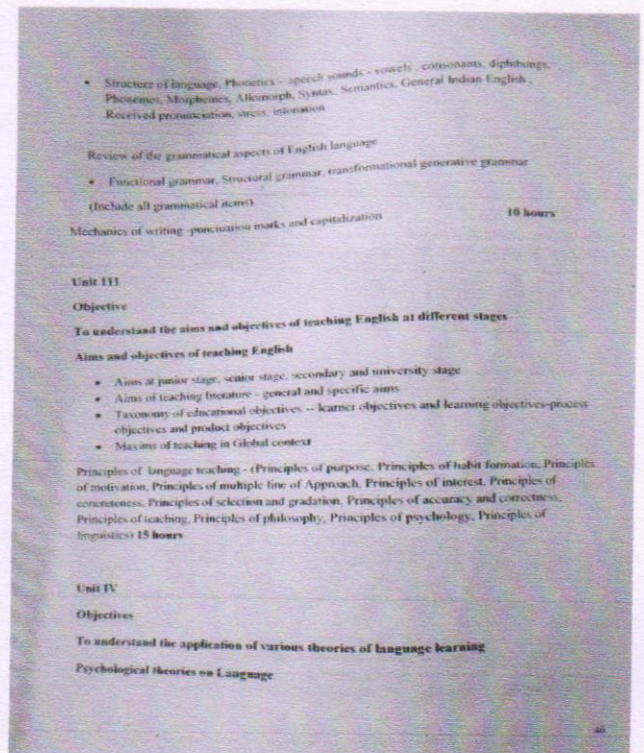 • Structure of language, Phonetics - speech sounds - vowels , consonants, diphthongs,
Phonemes, Morphemes, Allomorph, Syntax, Semantics, General Indian English ,
Received pronunciation, stress, intonation
Review of the grammatical aspects of English language
• Functional grammar, Structural grammar, transformational generative grammar
(Include all grammatical items)
Mechanics of writing -punctuation marks and capitalization 10 hours
Unit III
Objective
To understand the aims and objectives of teaching English at different stages
Aims and objectives of teaching English
• Aims at junior stage, senior stage, secondary and university stage
• Aims of teaching literature - general and specific aims
• Taxonomy of educational objectives -- learner objectives and learning objectives-process
objectives and product objectives
• Maxims of teaching in Global context
Principles of language teaching - (Principles of purpose, Principles of habit formation, Principles
of motivation, Principles of multiple line of Approach, Principles of interest, Principles of
concreteness, Principles of selection and gradation, Principles of accuracy and correctness,
Principles of teaching, Principles of philosophy, Principles of psychology, Principles of
linguistics) 15 hours
Unit IV
Objectives
To understand the application of various theories of language learning
Psychological theories on Language